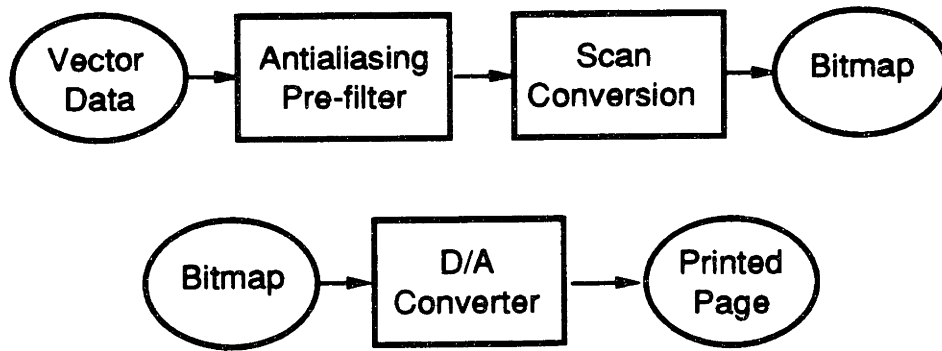 Vector
Data
Antialiasing
Pre-filter
Scan
Conversion
Bitmap
Bitmap
D/A
Converter
Printed
Page